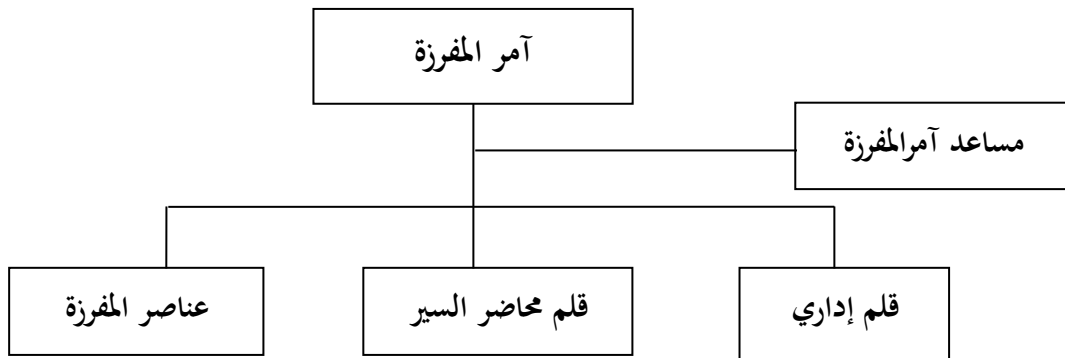 آمر المفرزة
مساعد آمرالمفرزة
قلم إداري
قلم محاضر السير
عناصر المفرزة